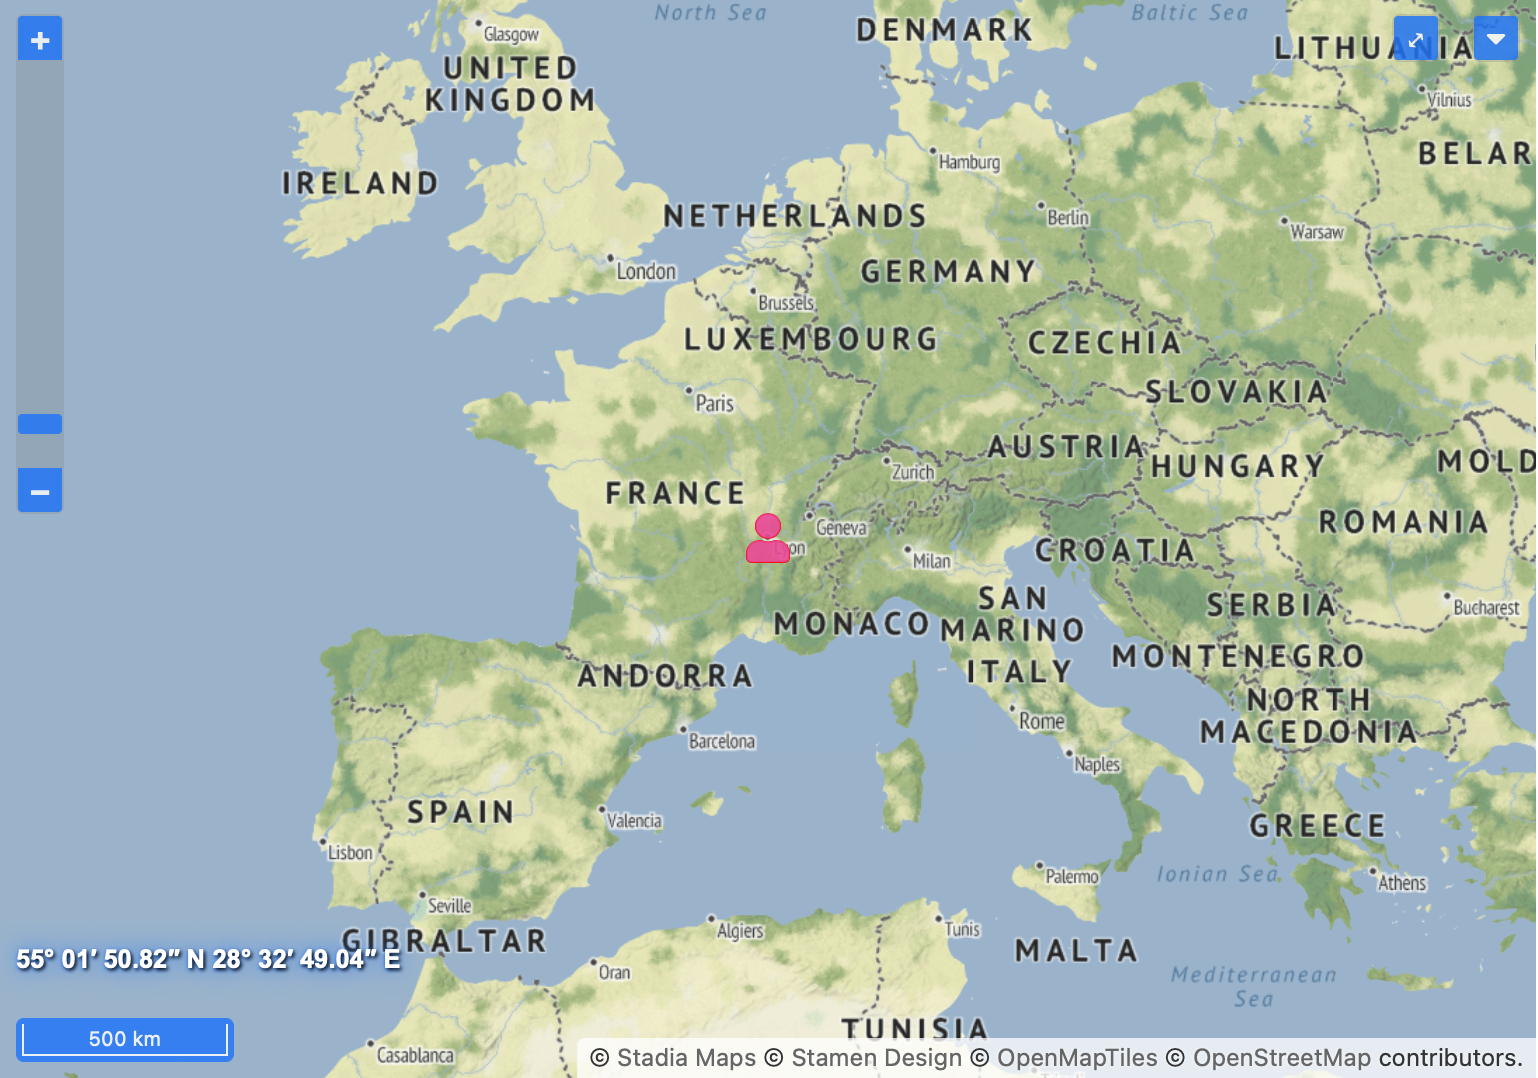 North Sea
Baltic Sea
DENMARK
Glasgow
LITHUANIA
UNITED
KINGDOM
Vilnius
BELAR
Hamburg
IRELAND
NETHERLANDS
Berlin
Warsaw
London
GERMANY
Brussels
LUXEMBOURG
CZECHIA
SLOVAKIA
Paris
AUSTRIA
HUNGARY
MOLD
Zurich
FRANCE
Geneva
ROMANIA
yon
Milan
CROATIA
SAN
MARINO
SERBIA
Bucharest
MONACO
MONTENEGRO
ITALY
ANDORRA
NORTH
MACEDONIA
Rome
Barcelona
Naples
SPAIN
Valencia
GREECE
Lisbon
Palermo
Ionian Sea
Athens
Seville
Algiers
Tunis
GIBRALTAR
MALTA
55° 01′ 50.82″ N 28° 32′ 49.04″ E
Oran
Mediterranean
Sea
TUNISIA
500 km
Casablanca
© Stadia Maps © Stamen Design © OpenMapTiles © OpenStreetMap contributors.